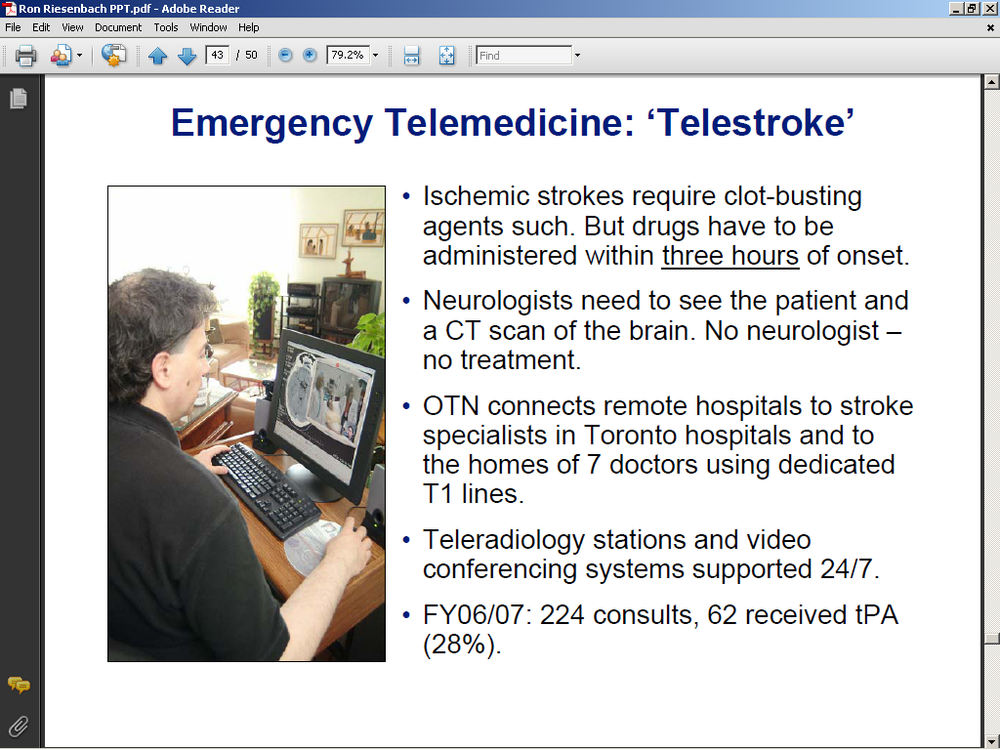 Ron Riesenbach PPT.pdf - Adobe Reader
File Edit View Document Tools Window Help
43 / 50 79.2% Find
Emergency Telemedicine: ‘Telestroke’
• Ischemic strokes require clot-busting
agents such. But drugs have to be
administered within three hours of onset.
• Neurologists need to see the patient and
a CT scan of the brain. No neurologist –
no treatment.
• OTN connects remote hospitals to stroke
specialists in Toronto hospitals and to
the homes of 7 doctors using dedicated
T1 lines.
• Teleradiology stations and video
conferencing systems supported 24/7.
• FY06/07: 224 consults, 62 received tPA
(28%).